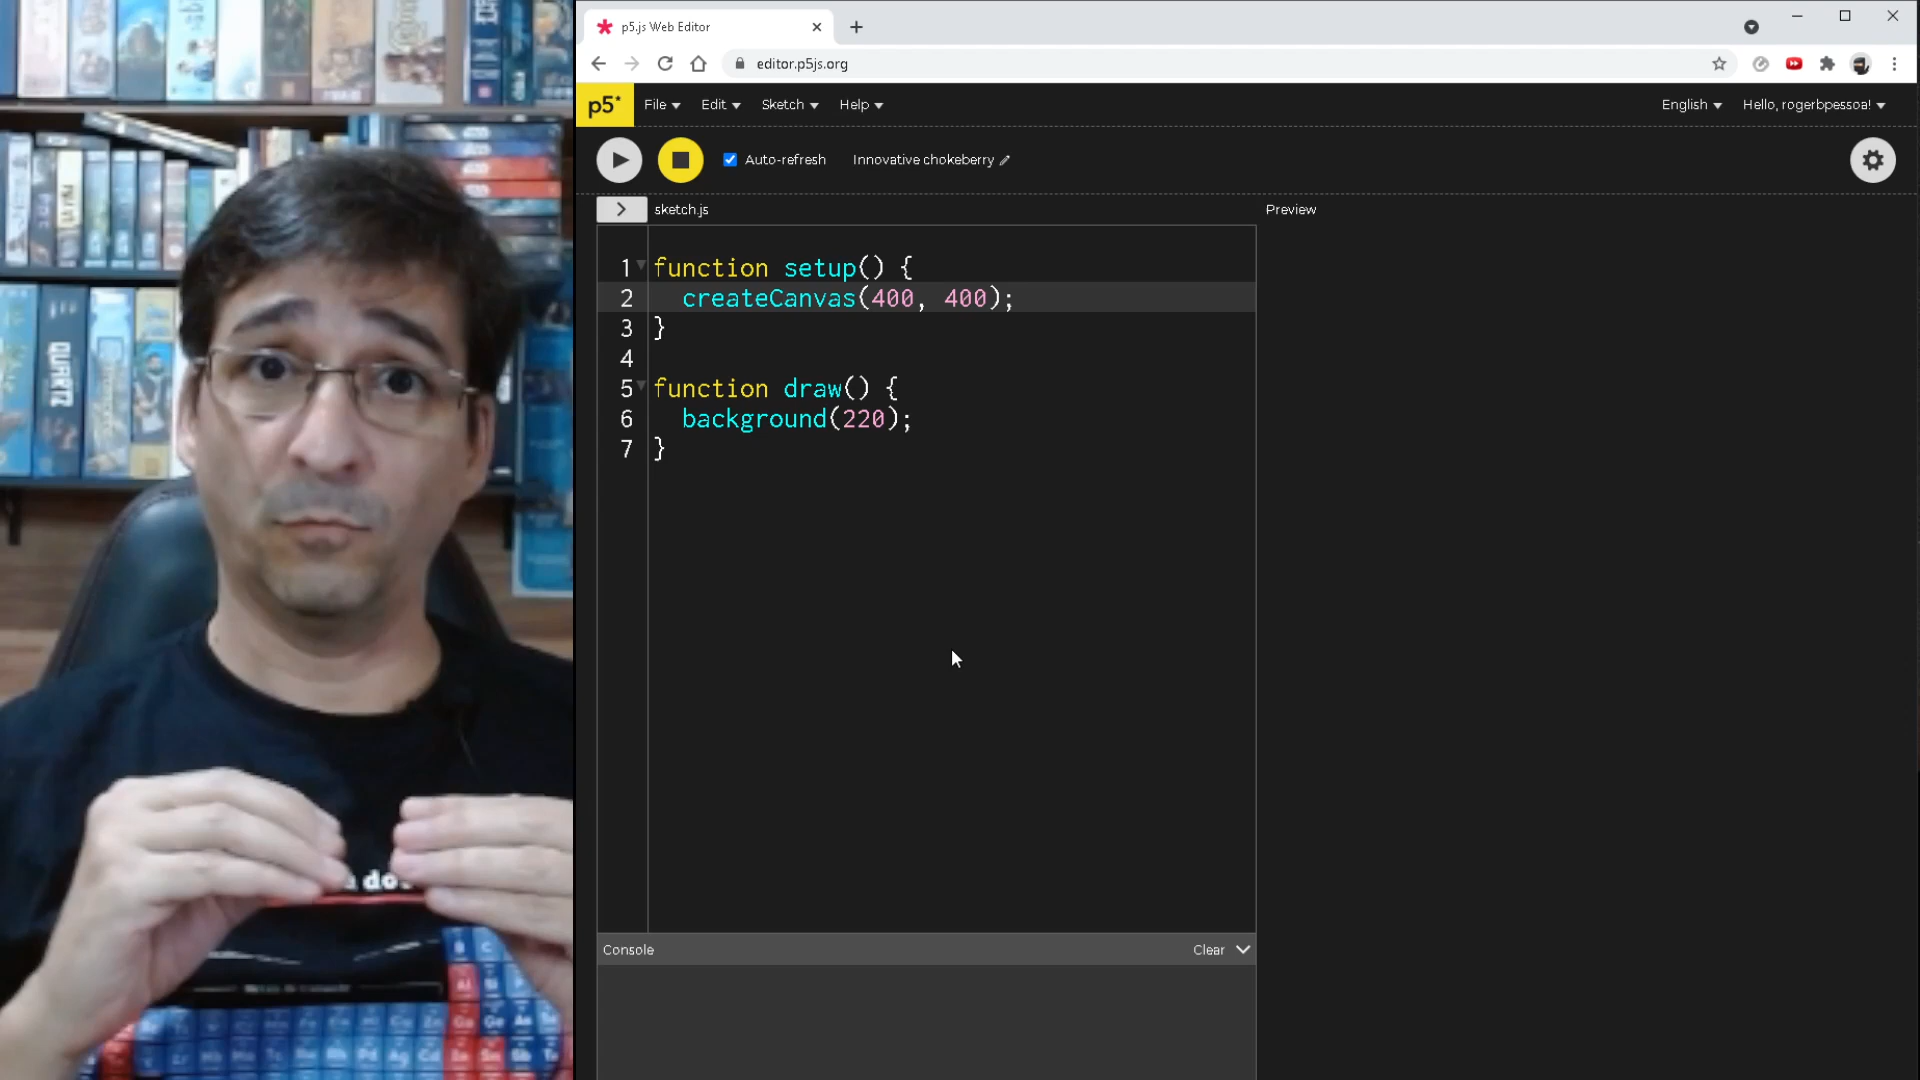 p5.js Web Editor
editor.p5js.org
p5*
File Edit Sketch Help English Hello, rogerbpessoa!
Auto-refresh Innovative chokeberry
> sketch.js
Preview
1 function setup() {
2 createCanvas(400, 400);
3 }
4
5 function draw() {
6 background(220);
7 }
Console
Clear
QUARTZ